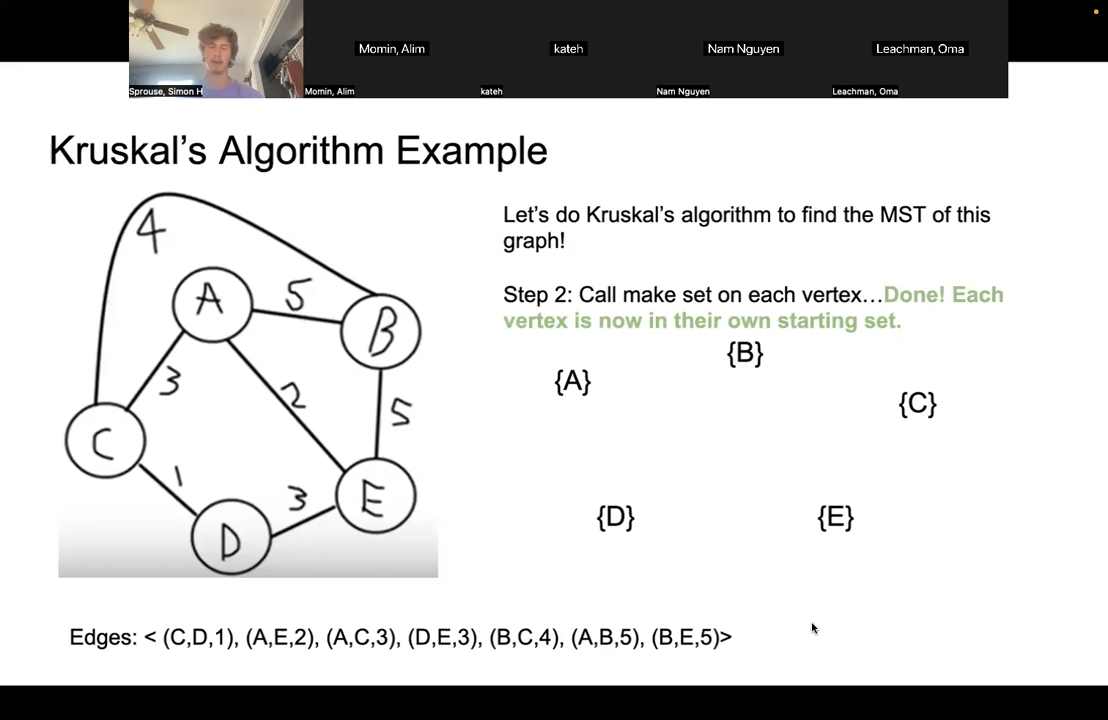 Momin, Alim
kateh
Nam Nguyen
Leachman, Oma
Sprouse, Simon H
Momin, Alim
kateh
Nam Nguyen
Leachman, Oma
Kruskal's Algorithm Example
4
A
5
B
3
2
5
C
1
3
E
D
Let's do Kruskal's algorithm to find the MST of this
graph!
Step 2: Call make set on each vertex…Done! Each
vertex is now in their own starting set.
{B}
{A}
{C}
{D}
{E}
Edges: < (C,D,1), (A,E,2), (A,C,3), (D,E,3), (B,C,4), (A,B,5), (B,E,5)>